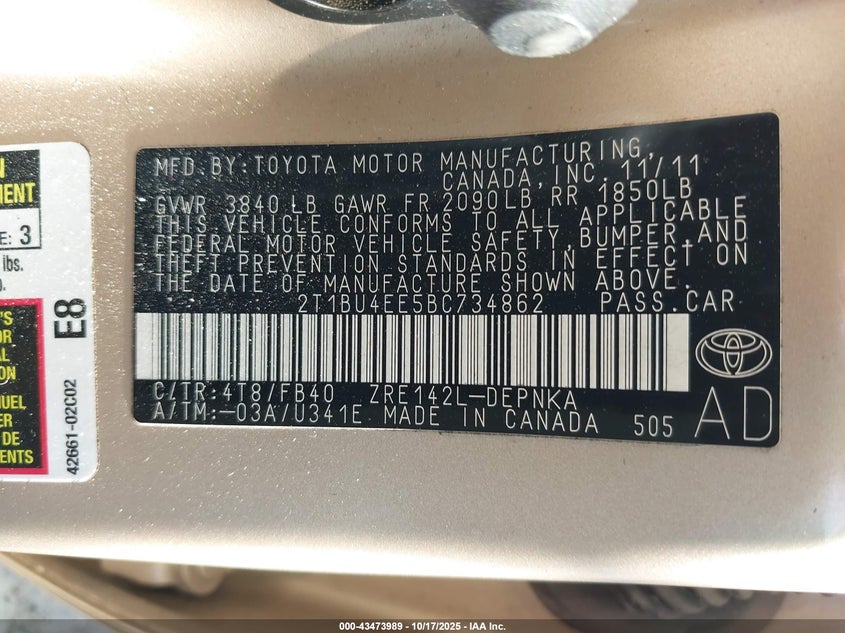 MFD.BY:TOYOTA MOTOR MANUFACTURING,
CANADA,INC. 11/11
GVWR 3840LB GAWR FR 2090LB RR 1850LB
THIS VEHICLE CONFORMS TO ALL APPLICABLE
FEDERAL MOTOR VEHICLE SAFETY,BUMPER,AND
THEFT PREVENTION STANDARDS IN EFFECT ON
THE DATE OF MANUFACTURE SHOWN ABOVE.
2T1BU4EE5BC734862 PASS.CAR
C/TR:4T8/FB40 ZRE142L-DEPNKA
A/TM:-03A/U341E MADE IN CANADA 505
AD
E: 3
lbs.
E8
42661-02C02
000-43473989 - 10/17/2025 - IAA Inc.